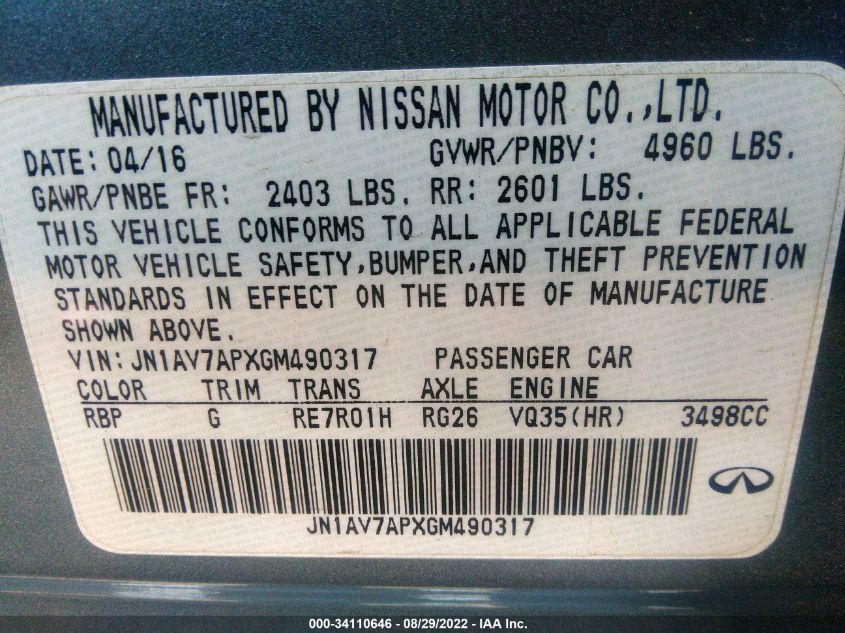 MANUFACTURED BY NISSAN MOTOR CO.,LTD.
DATE: 04/16 GVWR/PNBV: 4960 LBS.
GAWR/PNBE FR: 2403 LBS. RR: 2601 LBS.
THIS VEHICLE CONFORMS TO ALL APPLICABLE FEDERAL
MOTOR VEHICLE SAFETY,BUMPER,AND THEFT PREVENTION
STANDARDS IN EFFECT ON THE DATE OF MANUFACTURE
SHOWN ABOVE.
VIN:JN1AV7APXGM490317 PASSENGER CAR
COLOR TRIM TRANS AXLE ENGINE
RBP G RE7R01H RG26 VQ35(HR) 3498CC
JN1AV7APXGM490317
000-34110646 - 08/29/2022 - IAAI Inc.